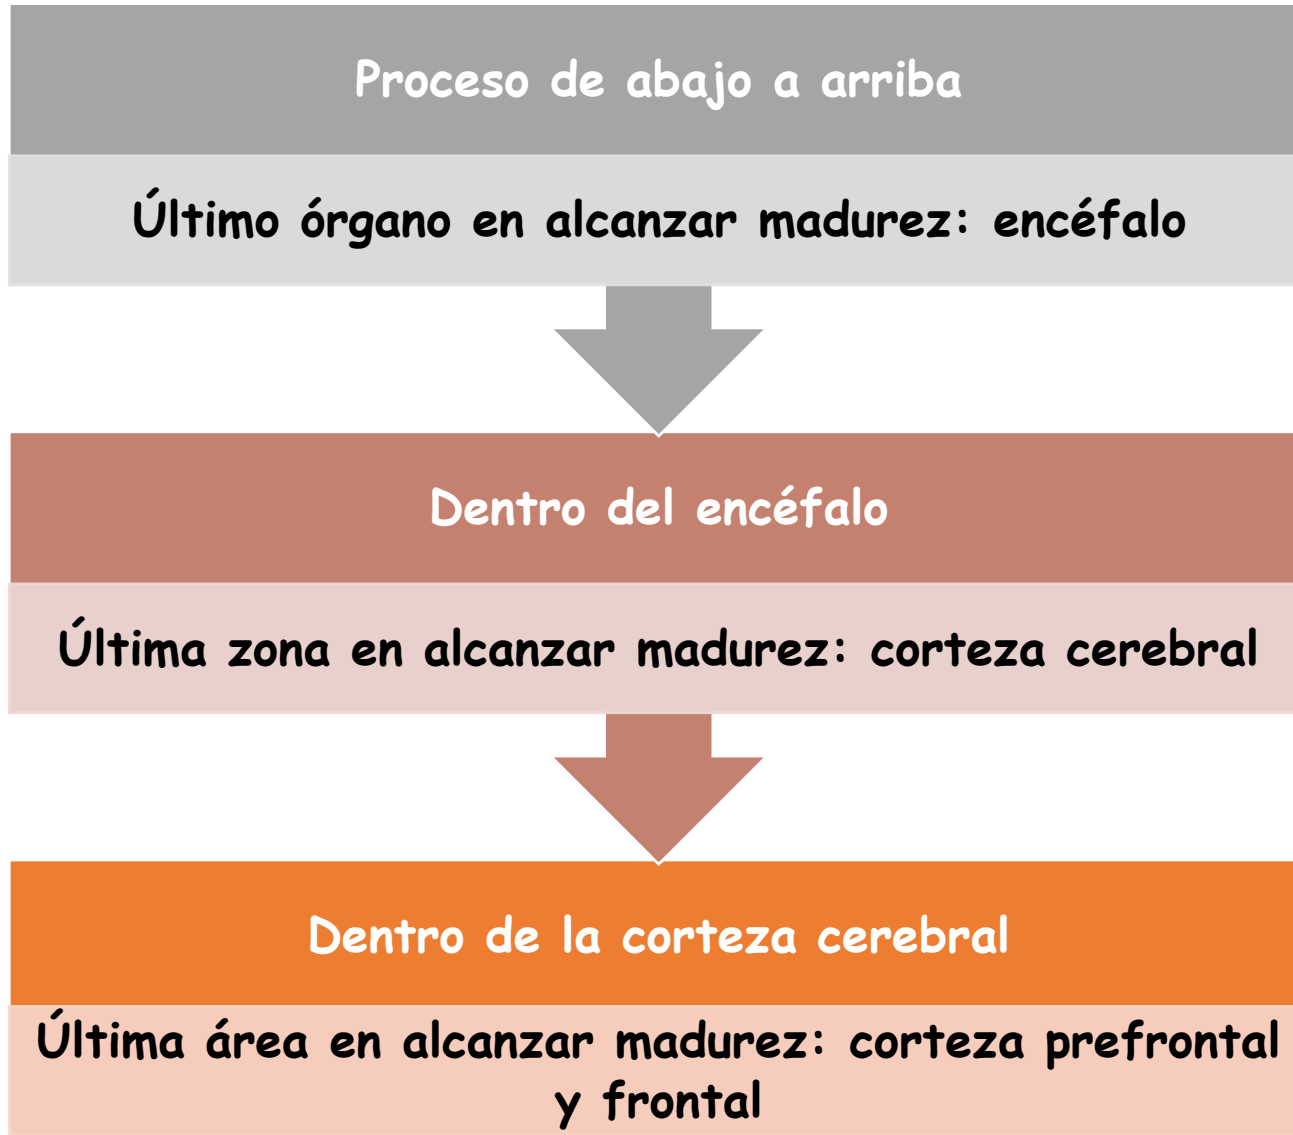 Proceso de abajo a arriba
Último órgano en alcanzar madurez: encéfalo
Dentro del encéfalo
Última zona en alcanzar madurez: corteza cerebral
Dentro de la corteza cerebral
Última área en alcanzar madurez: corteza prefrontal
y frontal